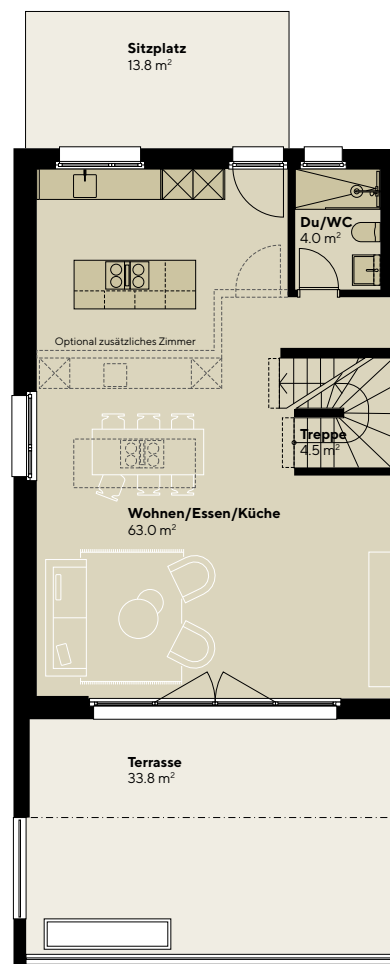 Sitzplatz
13.8 m²
Du/WC
4.0 m²
Optional zusätzliches Zimmer
Treppe
4.5 m²
Wohnen/Essen/Küche
63.0 m²
Terrasse
33.8 m²